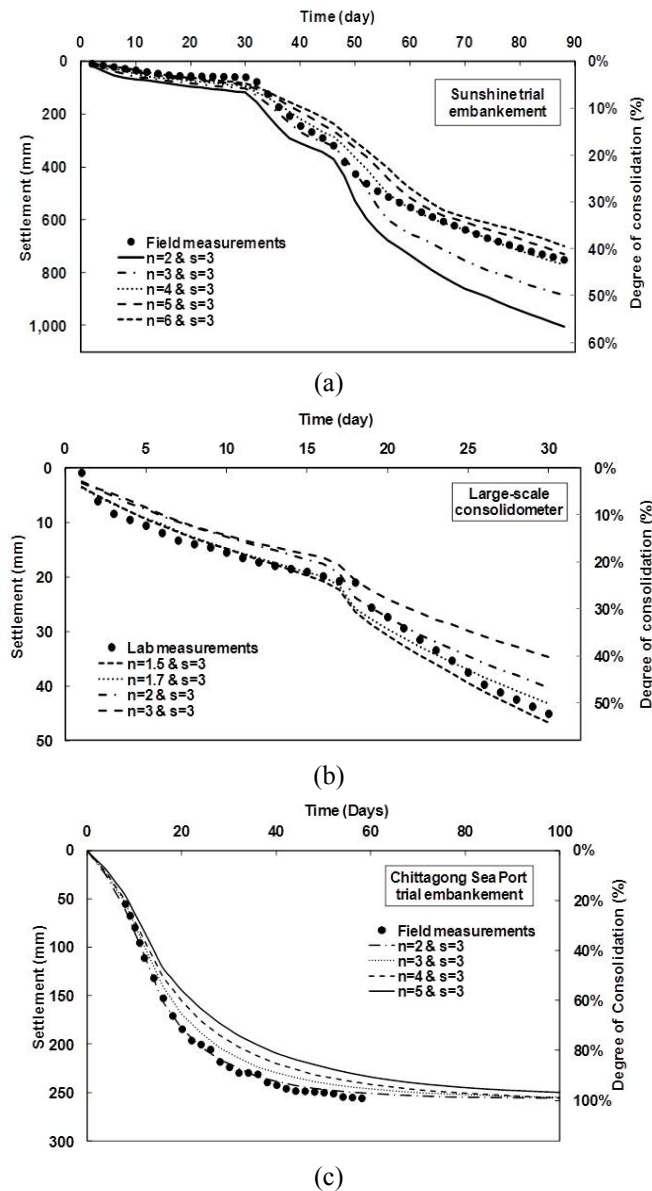 Time (day)
0 10 20 30 40 50 60 70 80 90
0
200
400
600
800
1,000
Settlement (mm)
0%
10%
20%
30%
40%
50%
60%
Degree of consolidation (%)
Sunshine trial
embankement
Field measurements
n=2 & s=3
n=3 & s=3
n=4 & s=3
n=5 & s=3
n=6 & s=3
(a)
Time (day)
0 5 10 15 20 25 30
0
10
20
30
40
50
Settlement (mm)
0%
10%
20%
30%
40%
50%
Degree of consolidation (%)
Large-scale
consolidometer
Lab measurements
n=1.5 & s=3
n=1.7 & s=3
n=2 & s=3
n=3 & s=3
(b)
Time (Days)
0 20 40 60 80 100
0
50
100
150
200
250
300
Settlement (mm)
0%
20%
40%
60%
80%
100%
Degree of Consolidation (%)
Chittagong Sea Port
trial embankement
Field measurements
n=2 & s=3
n=3 & s=3
n=4 & s=3
n=5 & s=3
(c)